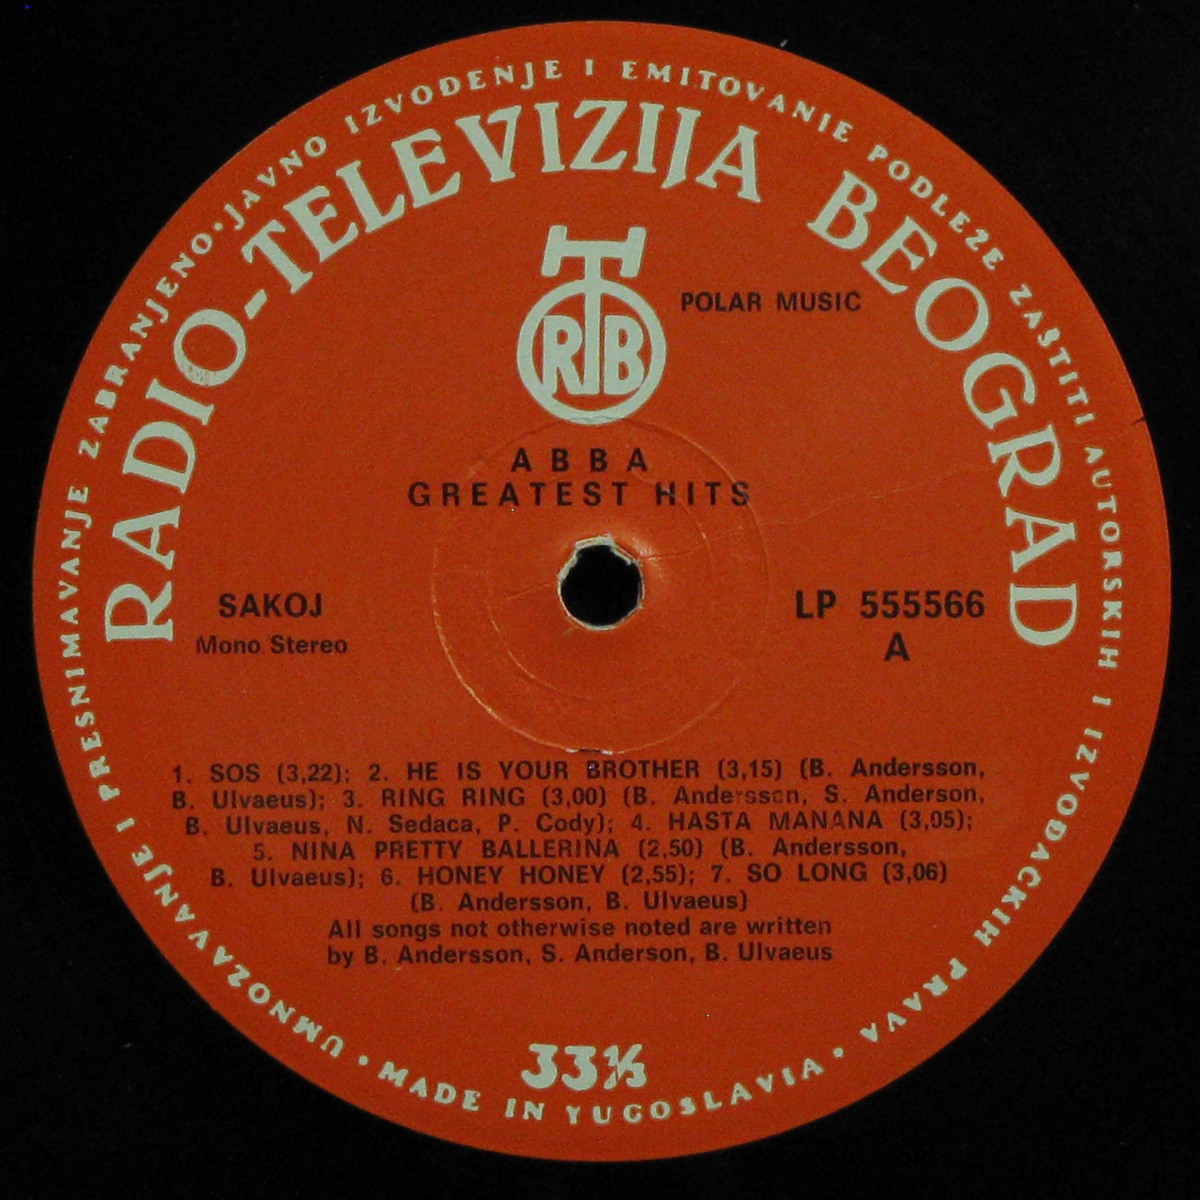 UMNOŽAVANJE I PRESNIMAVANJE ZABRANJENO • JAVNO IZVOĐENJE I EMITOVANJE PODLEŽE ZAŠTITI AUTORSKIH I IZVOĐAČKIH PRAVA •
RADIO-TELEVIZIJA BEOGRAD
RTB
POLAR MUSIC
ABBA
GREATEST HITS
SAKOJ
Mono Stereo
LP 555566
A
1. SOS (3,22); 2. HE IS YOUR BROTHER (3,15) (B. Andersson,
B. Ulvaeus); 3. RING RING (3,00) (B. Andersson, S. Anderson,
B. Ulvaeus, N. Sedaca, P. Cody); 4. HASTA MANANA (3,05);
5. NINA PRETTY BALLERINA (2,50) (B. Andersson,
B. Ulvaeus); 6. HONEY HONEY (2,55); 7. SO LONG (3,06)
(B. Andersson, B. Ulvaeus)
All songs not otherwise noted are written
by B. Andersson, S. Anderson, B. Ulvaeus
33⅓
• MADE IN YUGOSLAVIA •